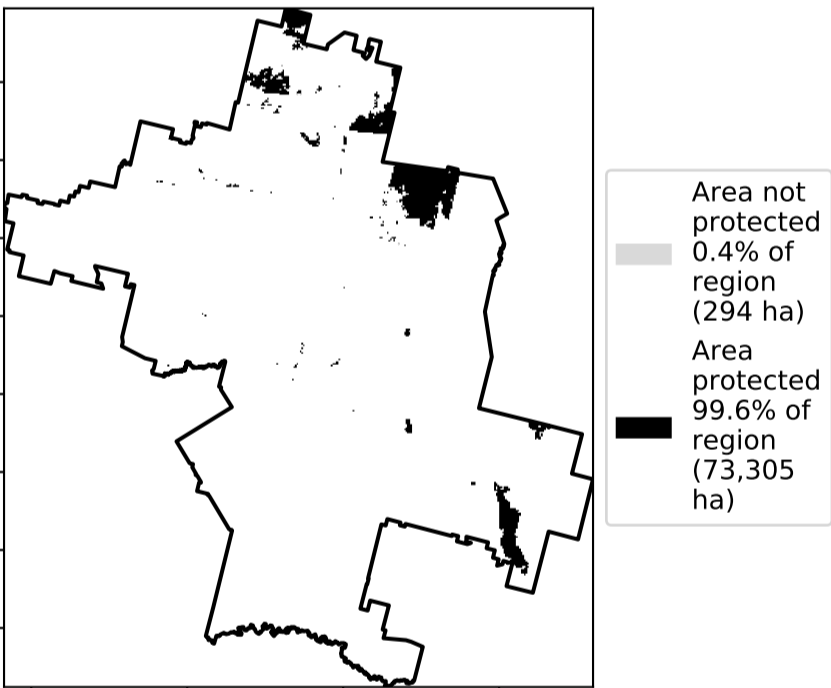 Area not
protected
0.4% of
region
(294 ha)
Area
protected
99.6% of
region
(73,305
ha)